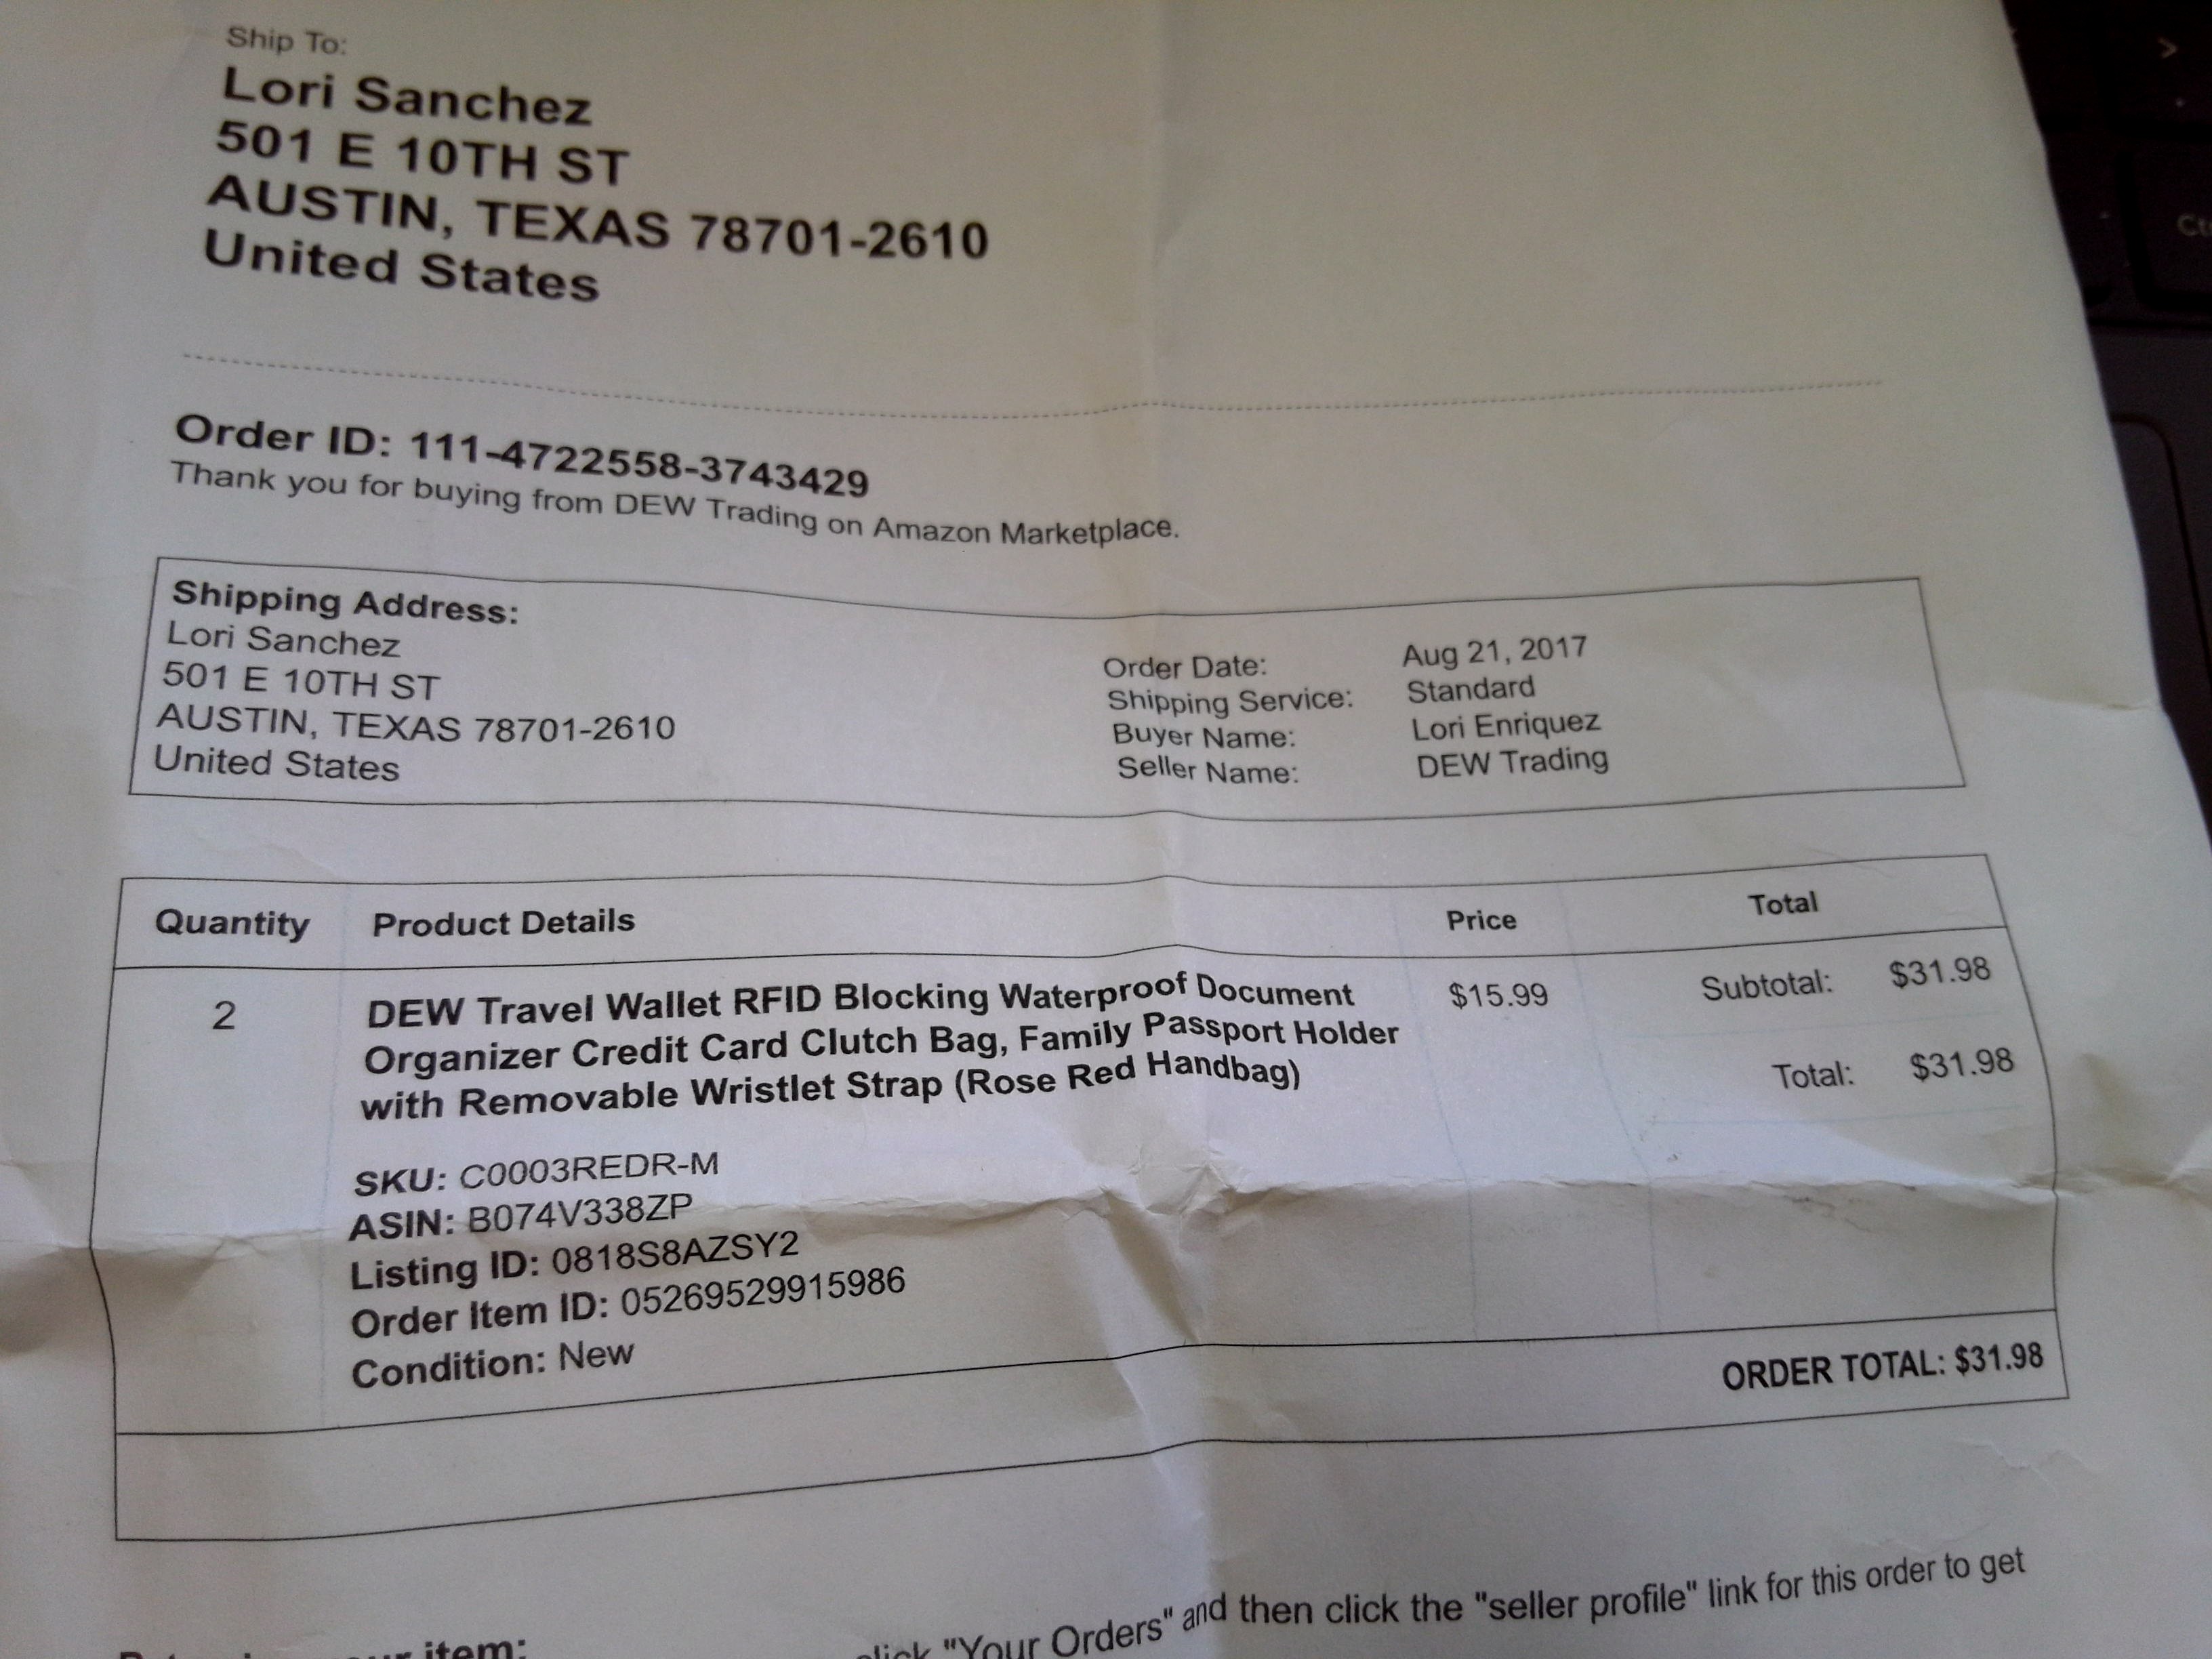 Ship To:
Lori Sanchez
501 E 10TH ST
AUSTIN, TEXAS 78701-2610
United States
Order ID: 111-4722558-3743429
Thank you for buying from DEW Trading on Amazon Marketplace.
Shipping Address:
Lori Sanchez
501 E 10TH ST
AUSTIN, TEXAS 78701-2610
United States
Order Date: Aug 21, 2017
Shipping Service: Standard
Buyer Name: Lori Enriquez
Seller Name: DEW Trading
Quantity Product Details Price Total
2 DEW Travel Wallet RFID Blocking Waterproof Document $15.99 Subtotal: $31.98
Organizer Credit Card Clutch Bag, Family Passport Holder
with Removable Wristlet Strap (Rose Red Handbag) Total: $31.98
SKU: C0003REDR-M
ASIN: B074V338ZP
Listing ID: 0818S8AZSY2
Order Item ID: 05269529915986
Condition: New
ORDER TOTAL: $31.98
item: click "Your Orders" and then click the "seller profile" link for this order to get